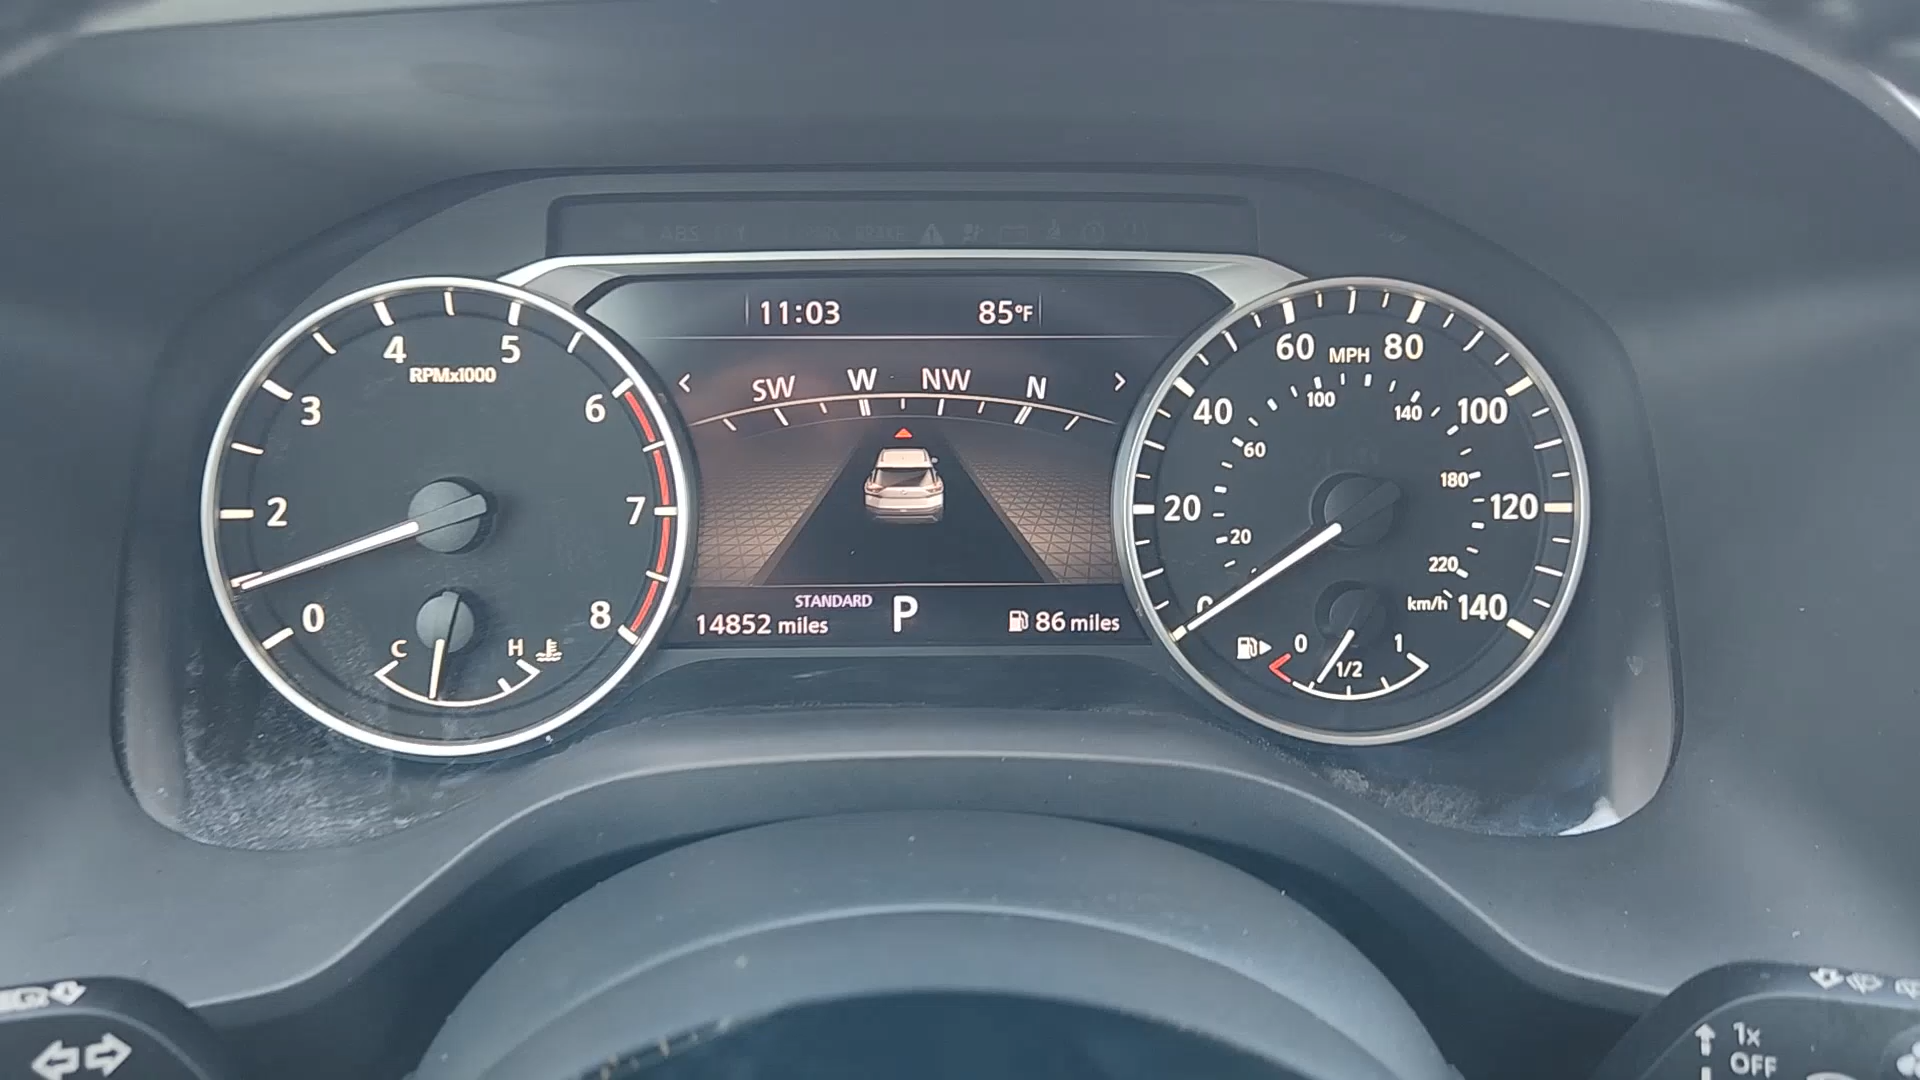 ABS PARK BRAKE
11:03 85°F
SW W NW N
4 5
RPMx1000
3 6
2 7
0 8
C H
STANDARD
14852 miles P 86 miles
60 MPH 80
40 100
20 120
0 140
100 140
60 180
20 220
km/h
0 1/2 1
1x
OFF